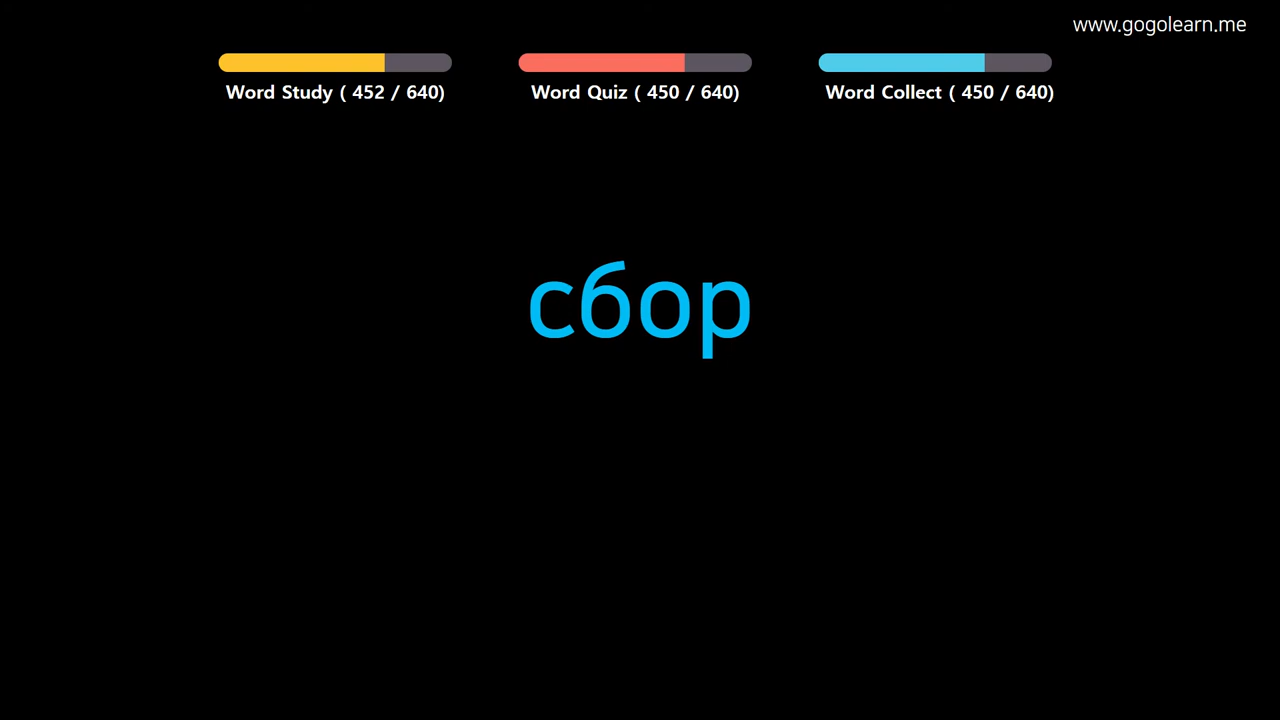 www.gogolearn.me
Word Study ( 452 / 640)
Word Quiz ( 450 / 640)
Word Collect ( 450 / 640)
сбор